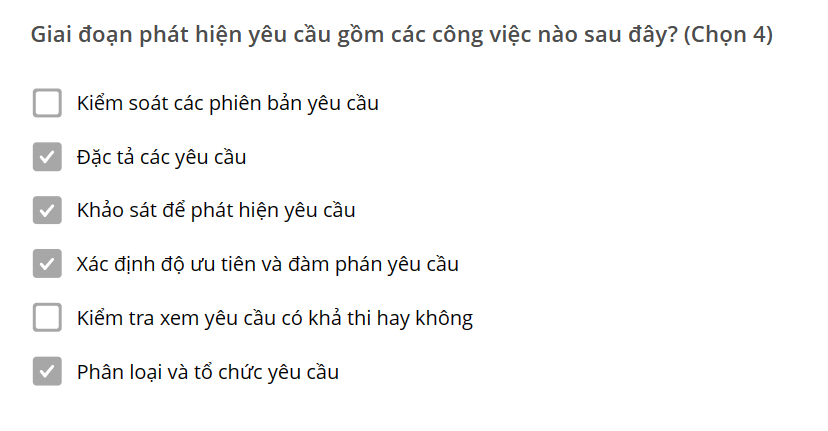 Giai đoạn phát hiện yêu cầu gồm các công việc nào sau đây? (Chọn 4)
Kiểm soát các phiên bản yêu cầu
Đặc tả các yêu cầu
Khảo sát để phát hiện yêu cầu
Xác định độ ưu tiên và đàm phán yêu cầu
Kiểm tra xem yêu cầu có khả thi hay không
Phân loại và tổ chức yêu cầu